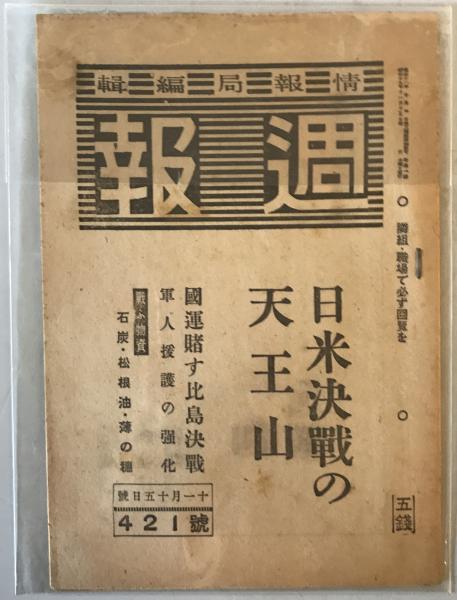 情報局編輯
週報
隣組・職場で必ず回覧を
五錢
日米決戰の
天王山
國運賭す比島決戰
軍人援護の强化
戰ふ物資
石炭・松根油・薄の穗
十一月十五日號
421號